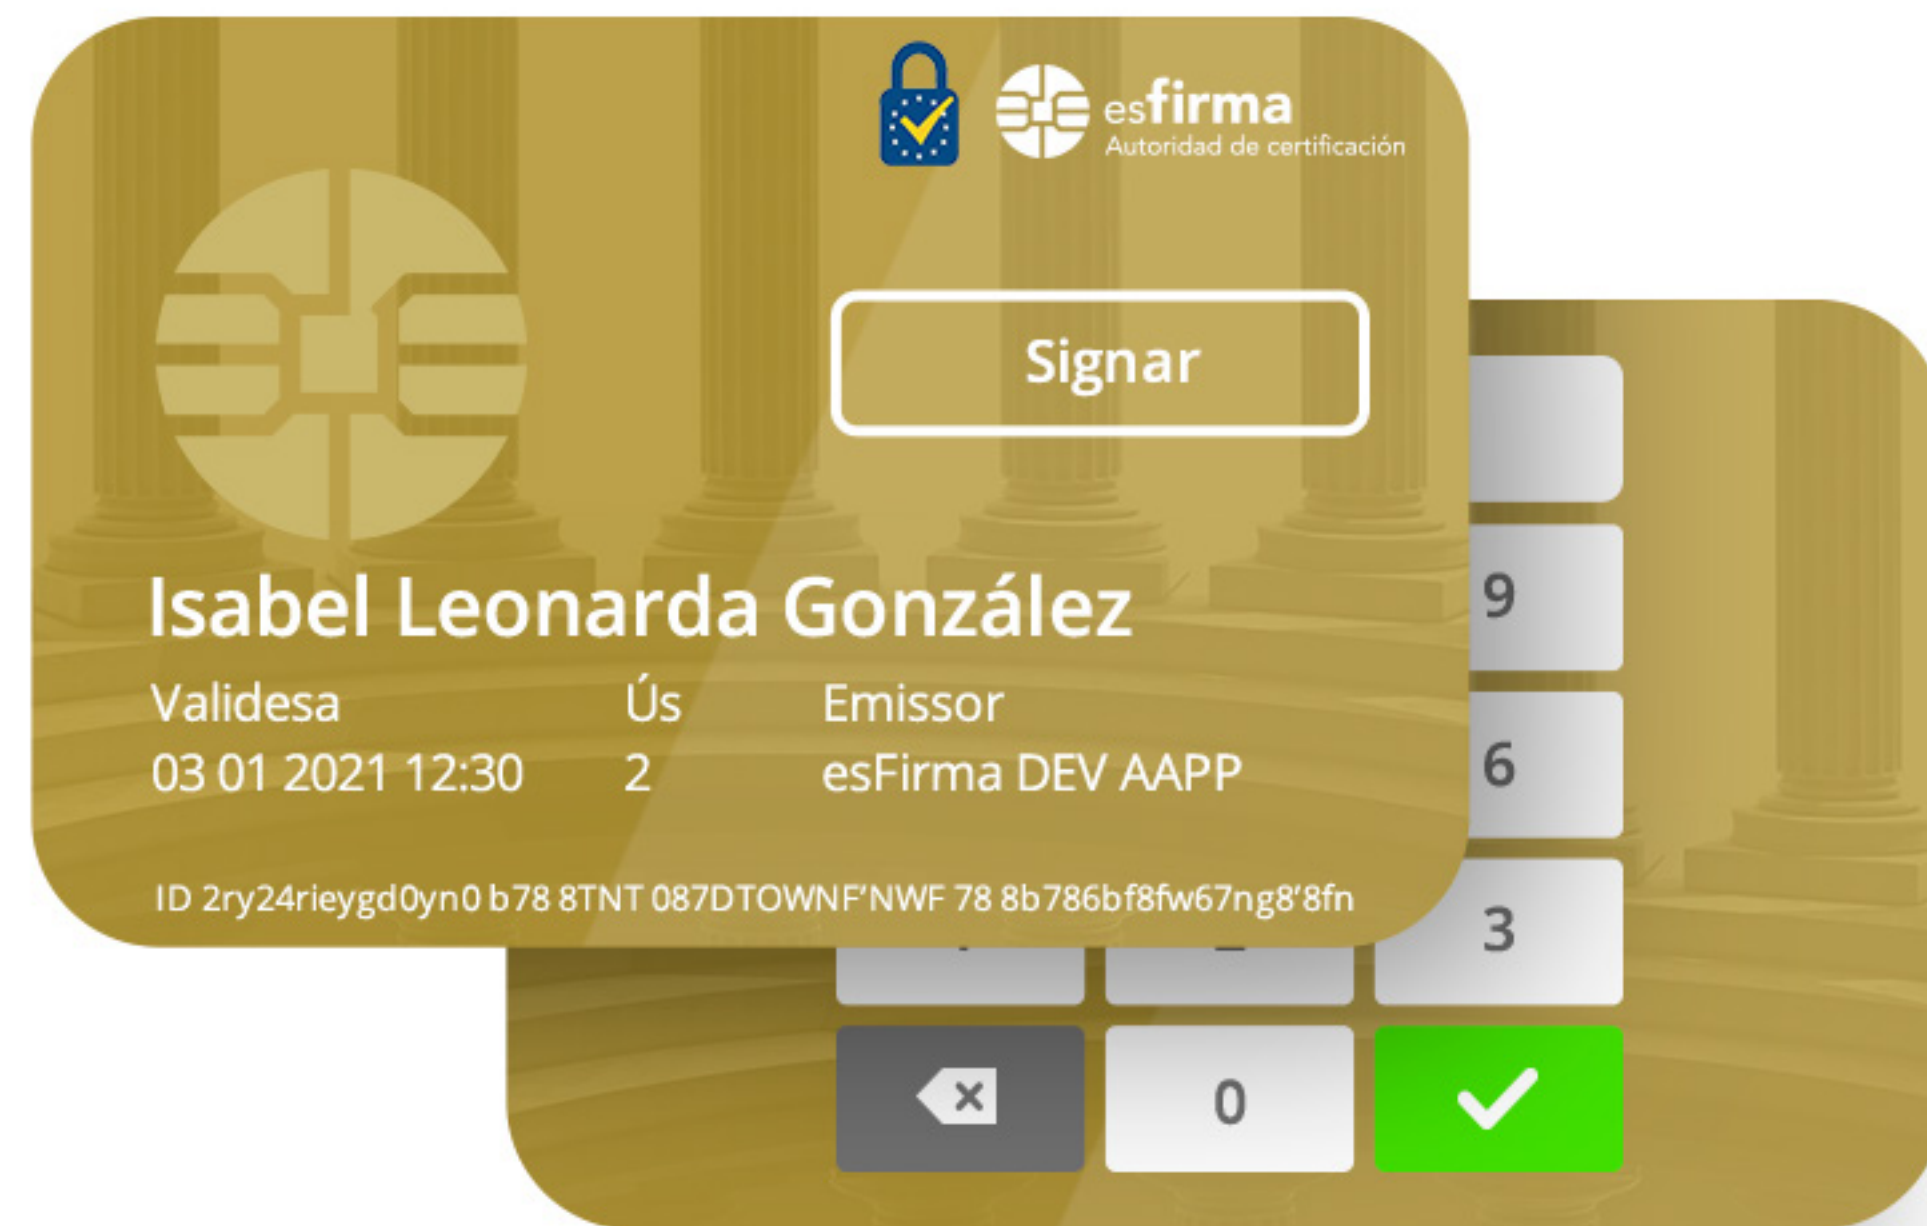 esfirma
Autoridad de certificación
Signar
Isabel Leonarda González
Validesa Ús Emissor
03 01 2021 12:30 2 esFirma DEV AAPP
ID 2ry24rieygd0yn0 b78 8TNT 087DTOWNF’NWF 78 8b786bf8fw67ng8’8fn
9
6
3
0